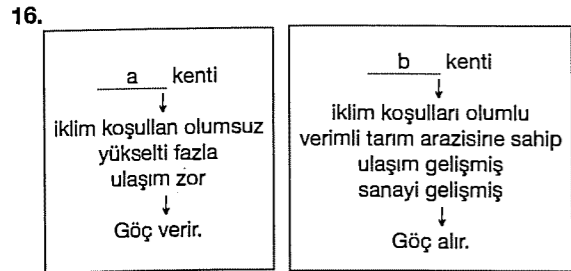 16.
a kenti
iklim koşullan olumsuz
yükselti fazla
ulaşım zor
Göç verir.
b kenti
iklim koşulları olumlu
verimli tarım arazisine sahip
ulaşım gelişmiş
sanayi gelişmiş
Göç alır.